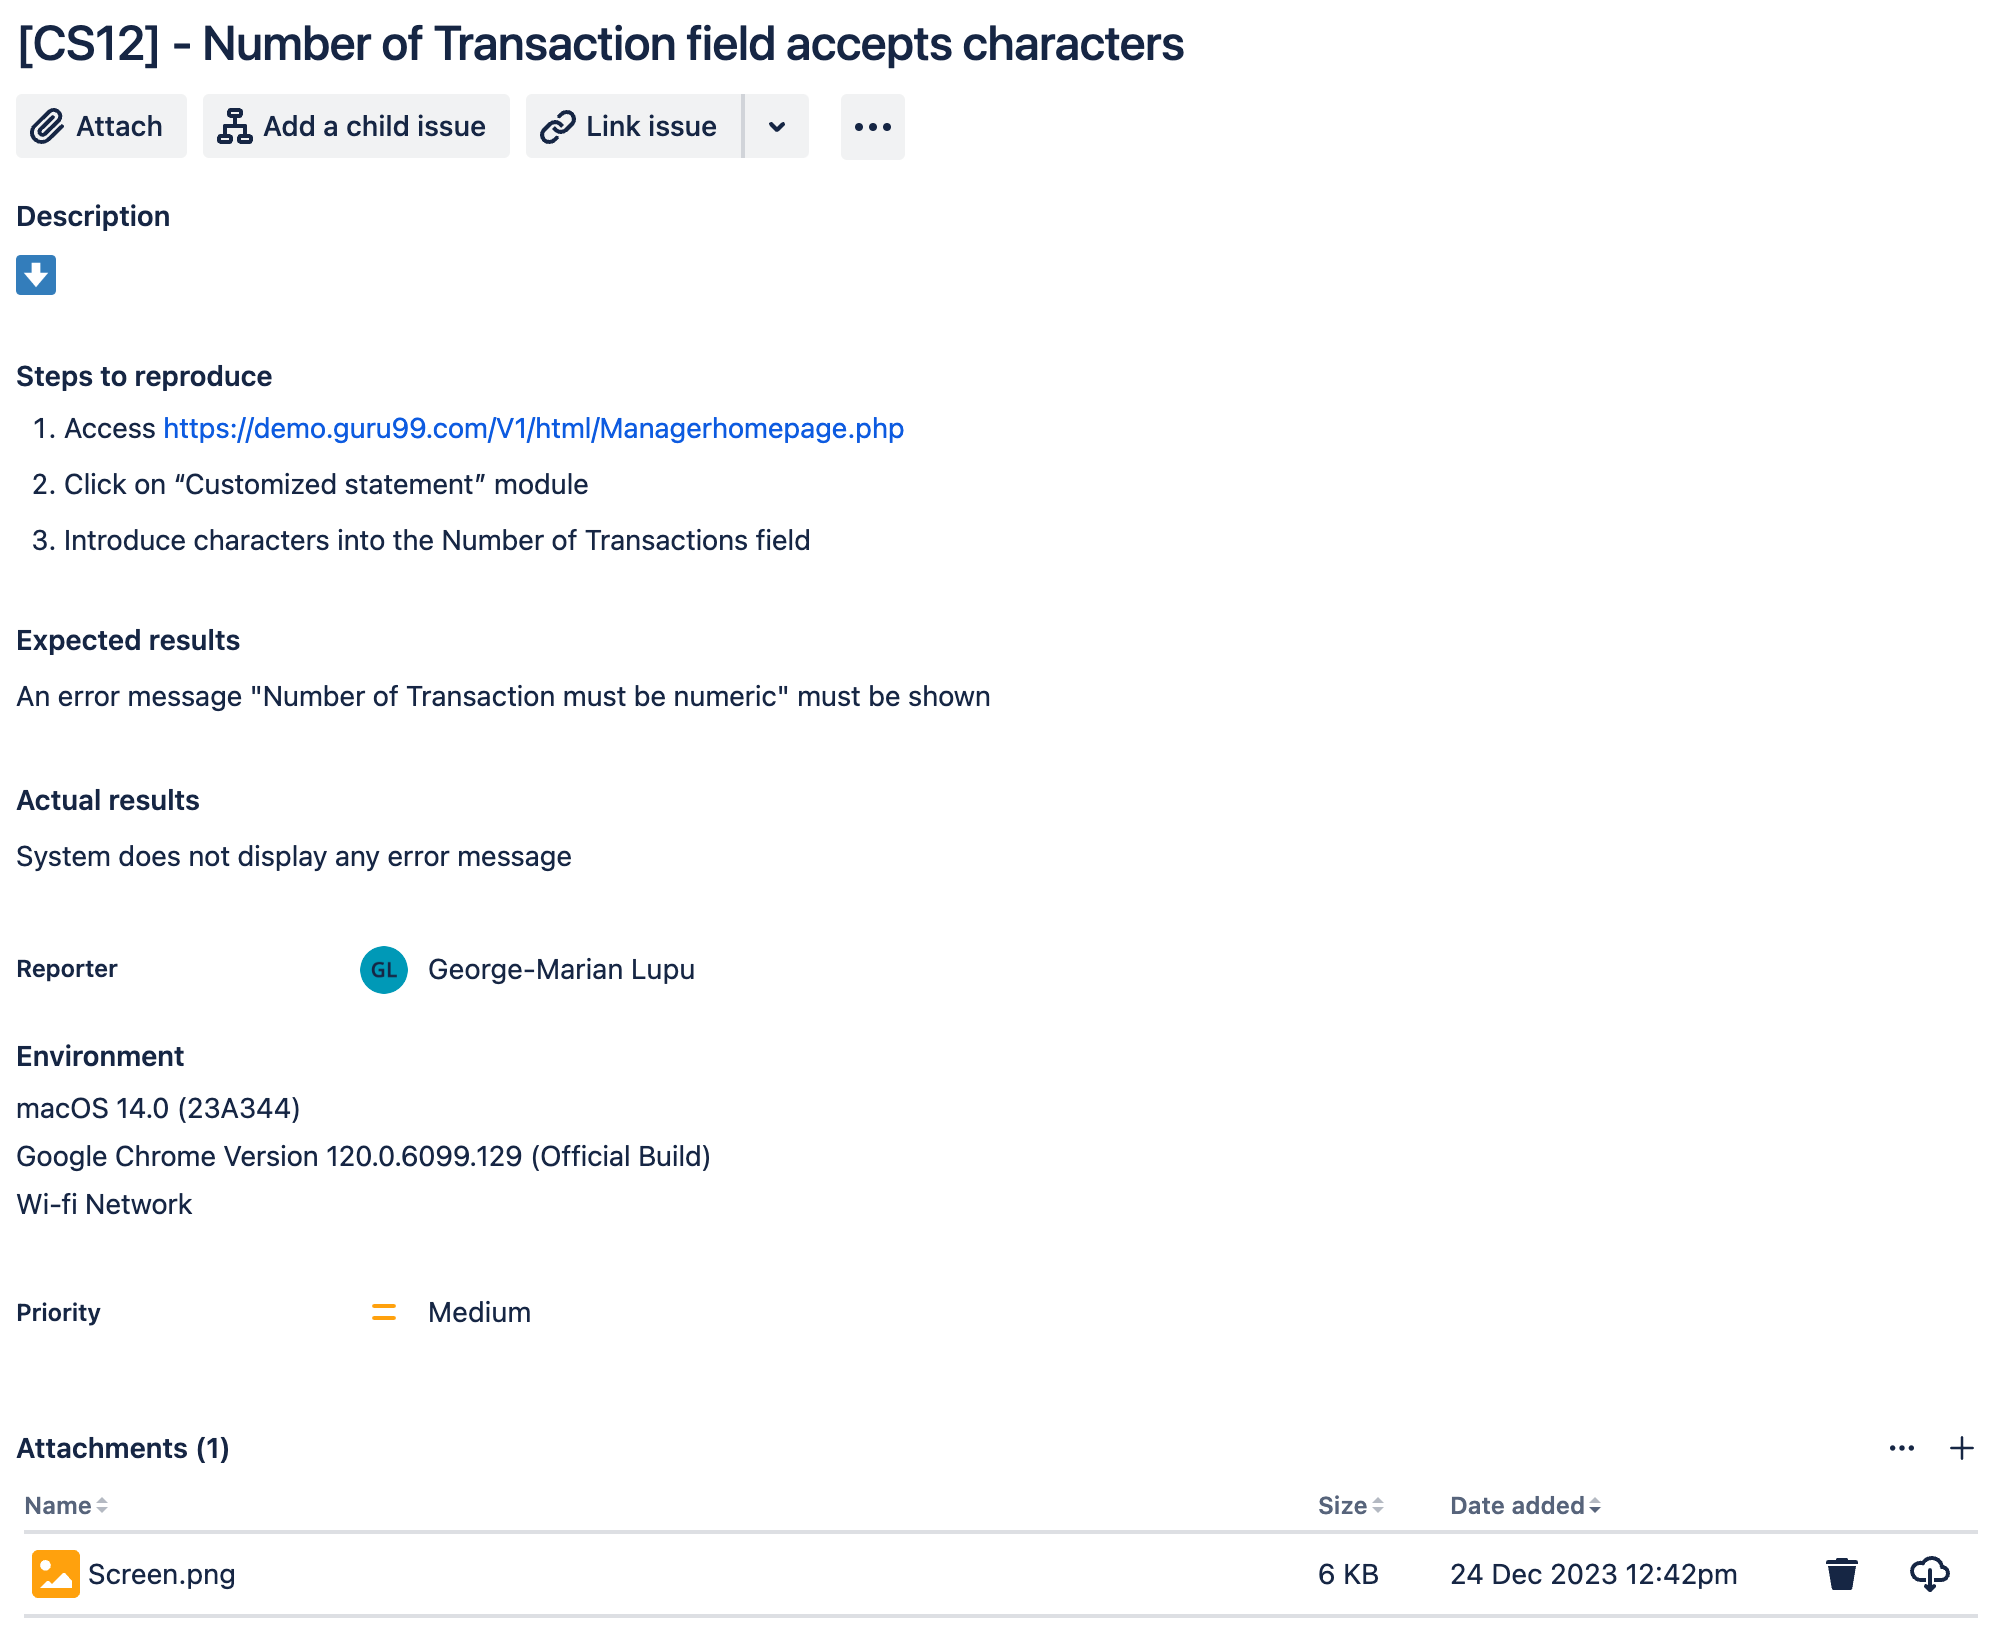 [CS12] - Number of Transaction field accepts characters
Attach
Add a child issue
Link issue
Description
Steps to reproduce
1. Access https://demo.guru99.com/V1/html/Managerhomepage.php
2. Click on “Customized statement” module
3. Introduce characters into the Number of Transactions field
Expected results
An error message "Number of Transaction must be numeric" must be shown
Actual results
System does not display any error message
Reporter GL George-Marian Lupu
Environment
macOS 14.0 (23A344)
Google Chrome Version 120.0.6099.129 (Official Build)
Wi-fi Network
Priority Medium
Attachments (1)
Name Size Date added
Screen.png 6 KB 24 Dec 2023 12:42pm